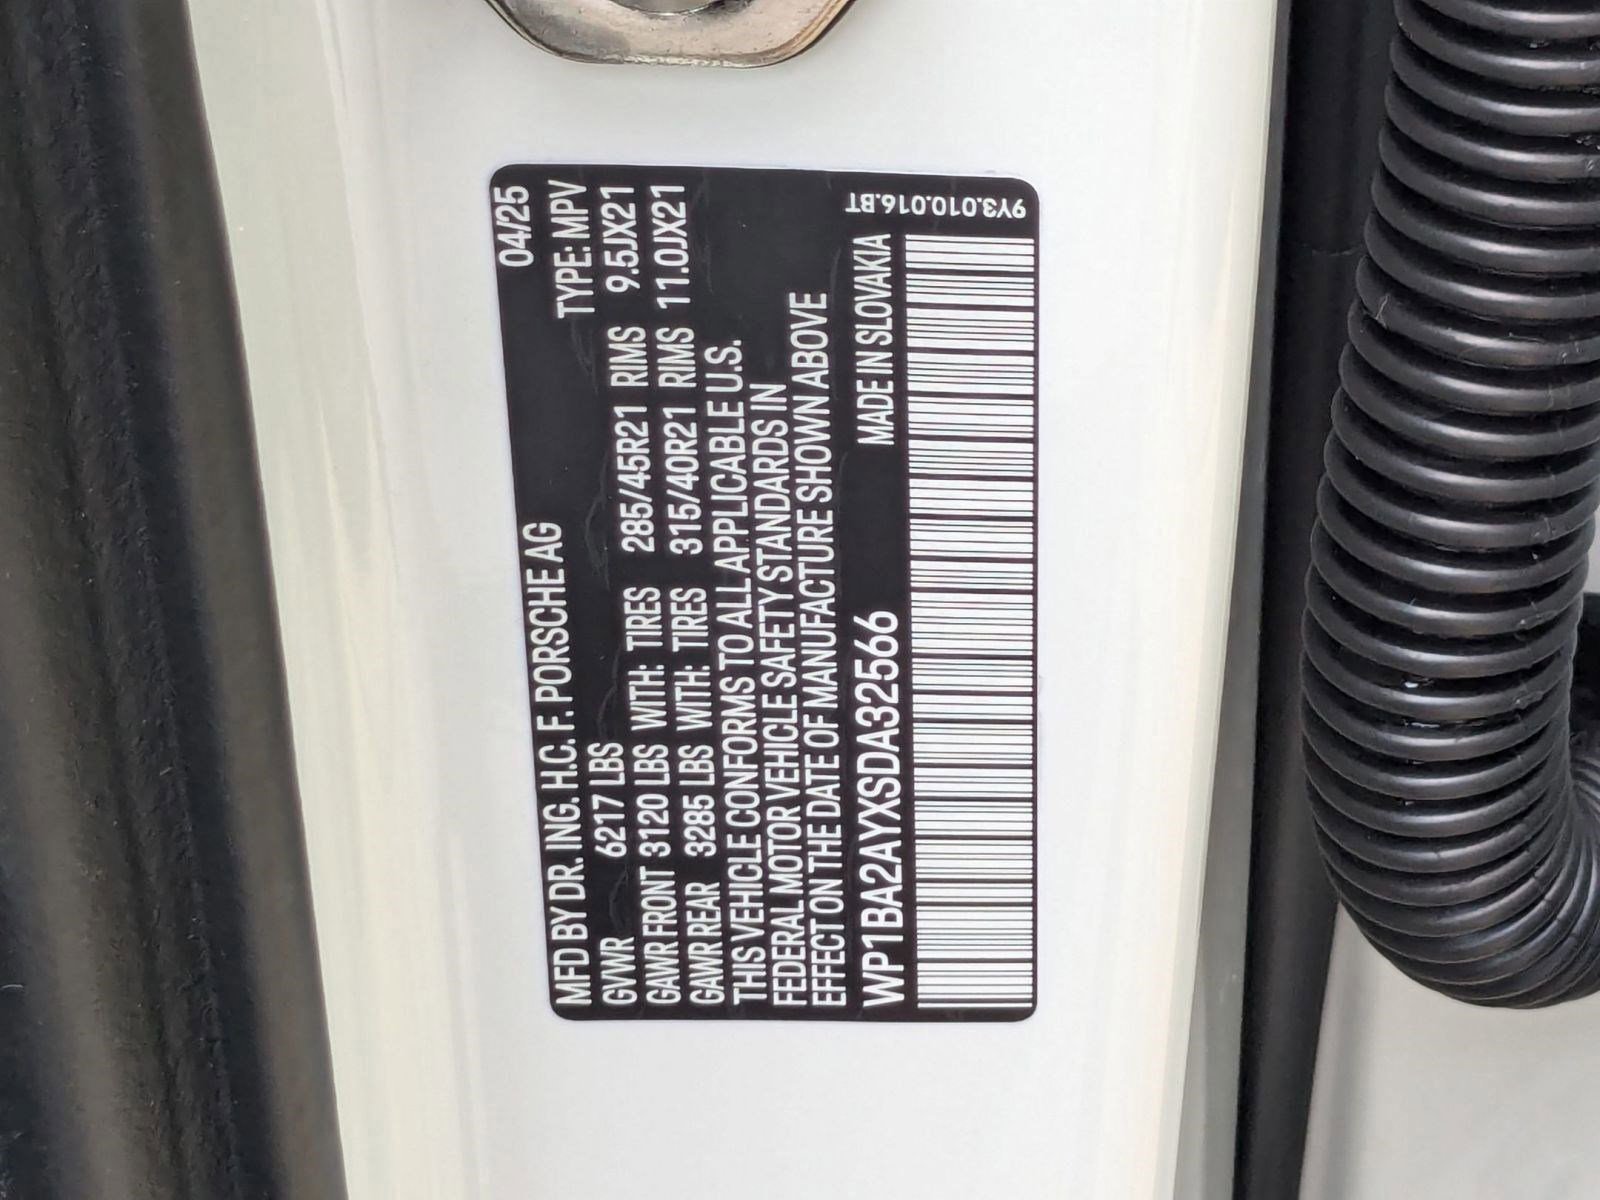 04/25
MFD BY DR. ING. H.C. F. PORSCHE AG TYPE: MPV
GVWR 6217 LBS
GAWR FRONT 3120 LBS WITH: TIRES 285/45R21 RIMS 9.5JX21
GAWR REAR 3285 LBS WITH: TIRES 315/40R21 RIMS 11.0JX21
THIS VEHICLE CONFORMS TO ALL APPLICABLE U.S.
FEDERAL MOTOR VEHICLE SAFETY STANDARDS IN
EFFECT ON THE DATE OF MANUFACTURE SHOWN ABOVE
WP1BA2AYXSDA32566 MADE IN SLOVAKIA
9Y3.010.016.BT